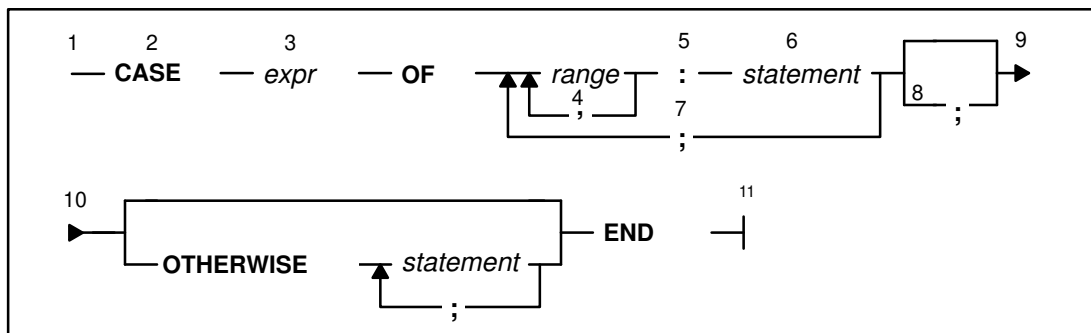 1 2 3 5 6 9
CASE expr OF range : statement
4 7 8
, ; ;
10 11
END
OTHERWISE statement
;